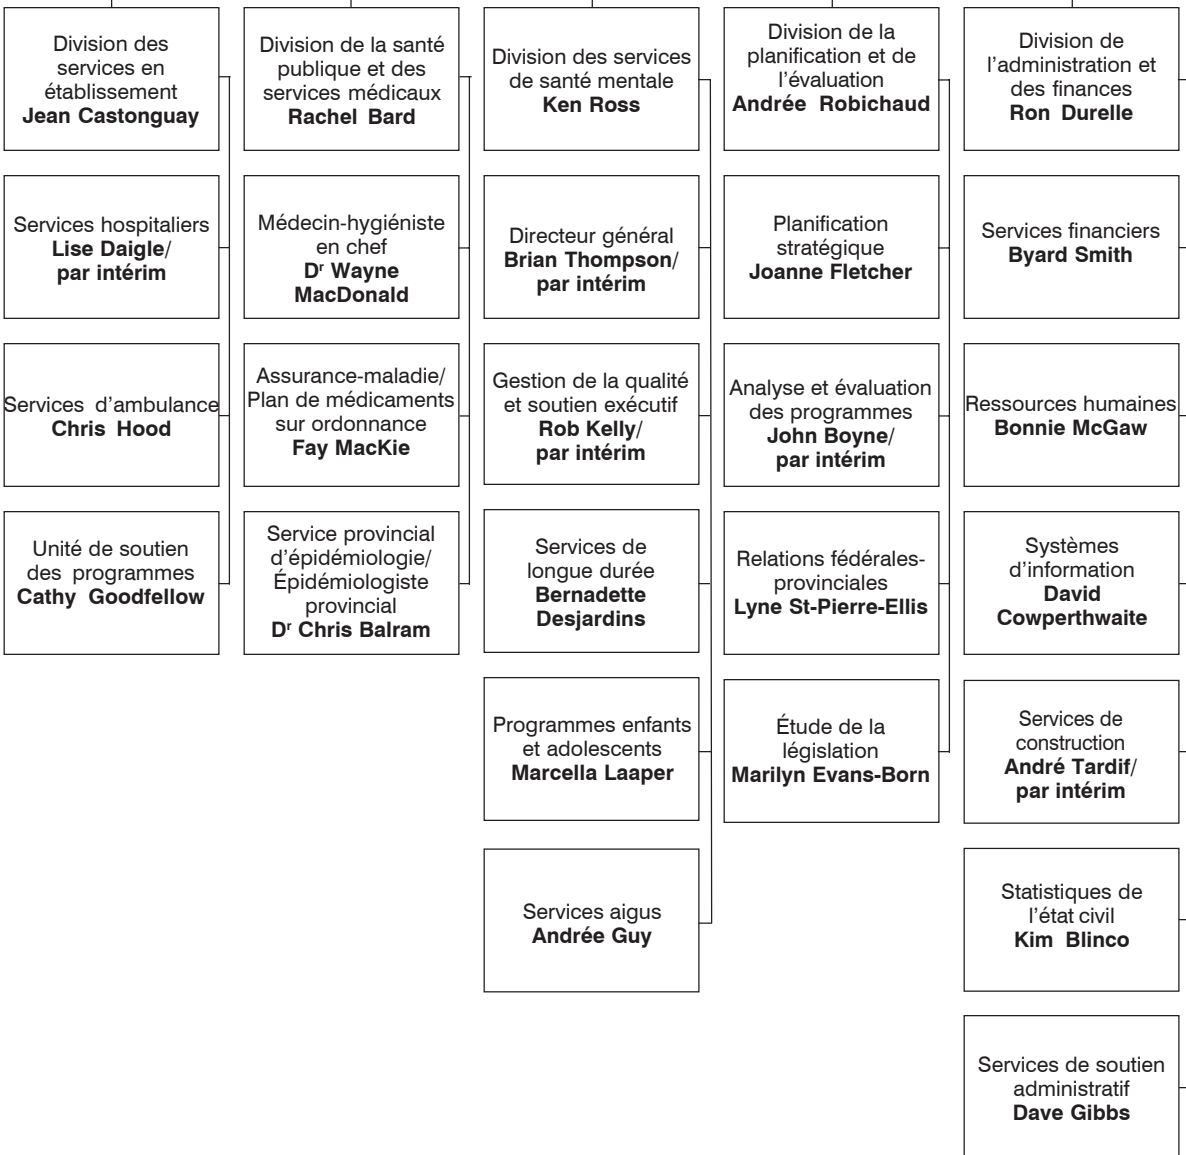 Division des
services en
établissement
Jean Castonguay
Services hospitaliers
Lise Daigle/
par intérim
Services d'ambulance
Chris Hood
Unité de soutien
des programmes
Cathy Goodfellow
Division de la santé
publique et des
services médicaux
Rachel Bard
Médecin-hygiéniste
en chef
Dr Wayne
MacDonald
Assurance-maladie/
Plan de médicaments
sur ordonnance
Fay MacKie
Service provincial
d'épidémiologie/
Épidémiologiste
provincial
Dr Chris Balram
Division des services
de santé mentale
Ken Ross
Directeur général
Brian Thompson/
par intérim
Gestion de la qualité
et soutien exécutif
Rob Kelly/
par intérim
Services de
longue durée
Bernadette
Desjardins
Programmes enfants
et adolescents
Marcella Laaper
Services aigus
Andrée Guy
Division de la
planification et de
l'évaluation
Andrée Robichaud
Planification
stratégique
Joanne Fletcher
Analyse et évaluation
des programmes
John Boyne/
par intérim
Relations fédérales-
provinciales
Lyne St-Pierre-Ellis
Étude de la
législation
Marilyn Evans-Born
Division de
l'administration et
des finances
Ron Durelle
Services financiers
Byard Smith
Ressources humaines
Bonnie McGaw
Systèmes
d'information
David
Cowperthwaite
Services de
construction
André Tardif/
par intérim
Statistiques de
l'état civil
Kim Blinco
Services de soutien
administratif
Dave Gibbs